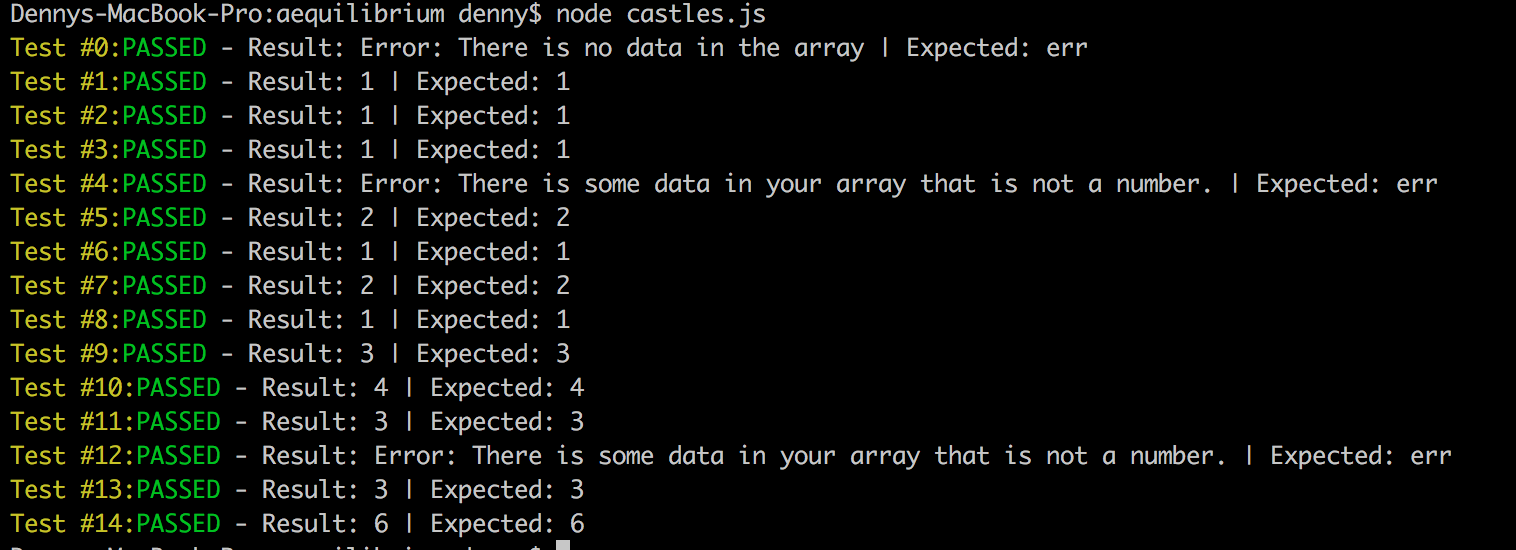 Dennys-MacBook-Pro:aequilibrium denny$ node castles.js
Test #0:PASSED - Result: Error: There is no data in the array | Expected: err
Test #1:PASSED - Result: 1 | Expected: 1
Test #2:PASSED - Result: 1 | Expected: 1
Test #3:PASSED - Result: 1 | Expected: 1
Test #4:PASSED - Result: Error: There is some data in your array that is not a number. | Expected: err
Test #5:PASSED - Result: 2 | Expected: 2
Test #6:PASSED - Result: 1 | Expected: 1
Test #7:PASSED - Result: 2 | Expected: 2
Test #8:PASSED - Result: 1 | Expected: 1
Test #9:PASSED - Result: 3 | Expected: 3
Test #10:PASSED - Result: 4 | Expected: 4
Test #11:PASSED - Result: 3 | Expected: 3
Test #12:PASSED - Result: Error: There is some data in your array that is not a number. | Expected: err
Test #13:PASSED - Result: 3 | Expected: 3
Test #14:PASSED - Result: 6 | Expected: 6